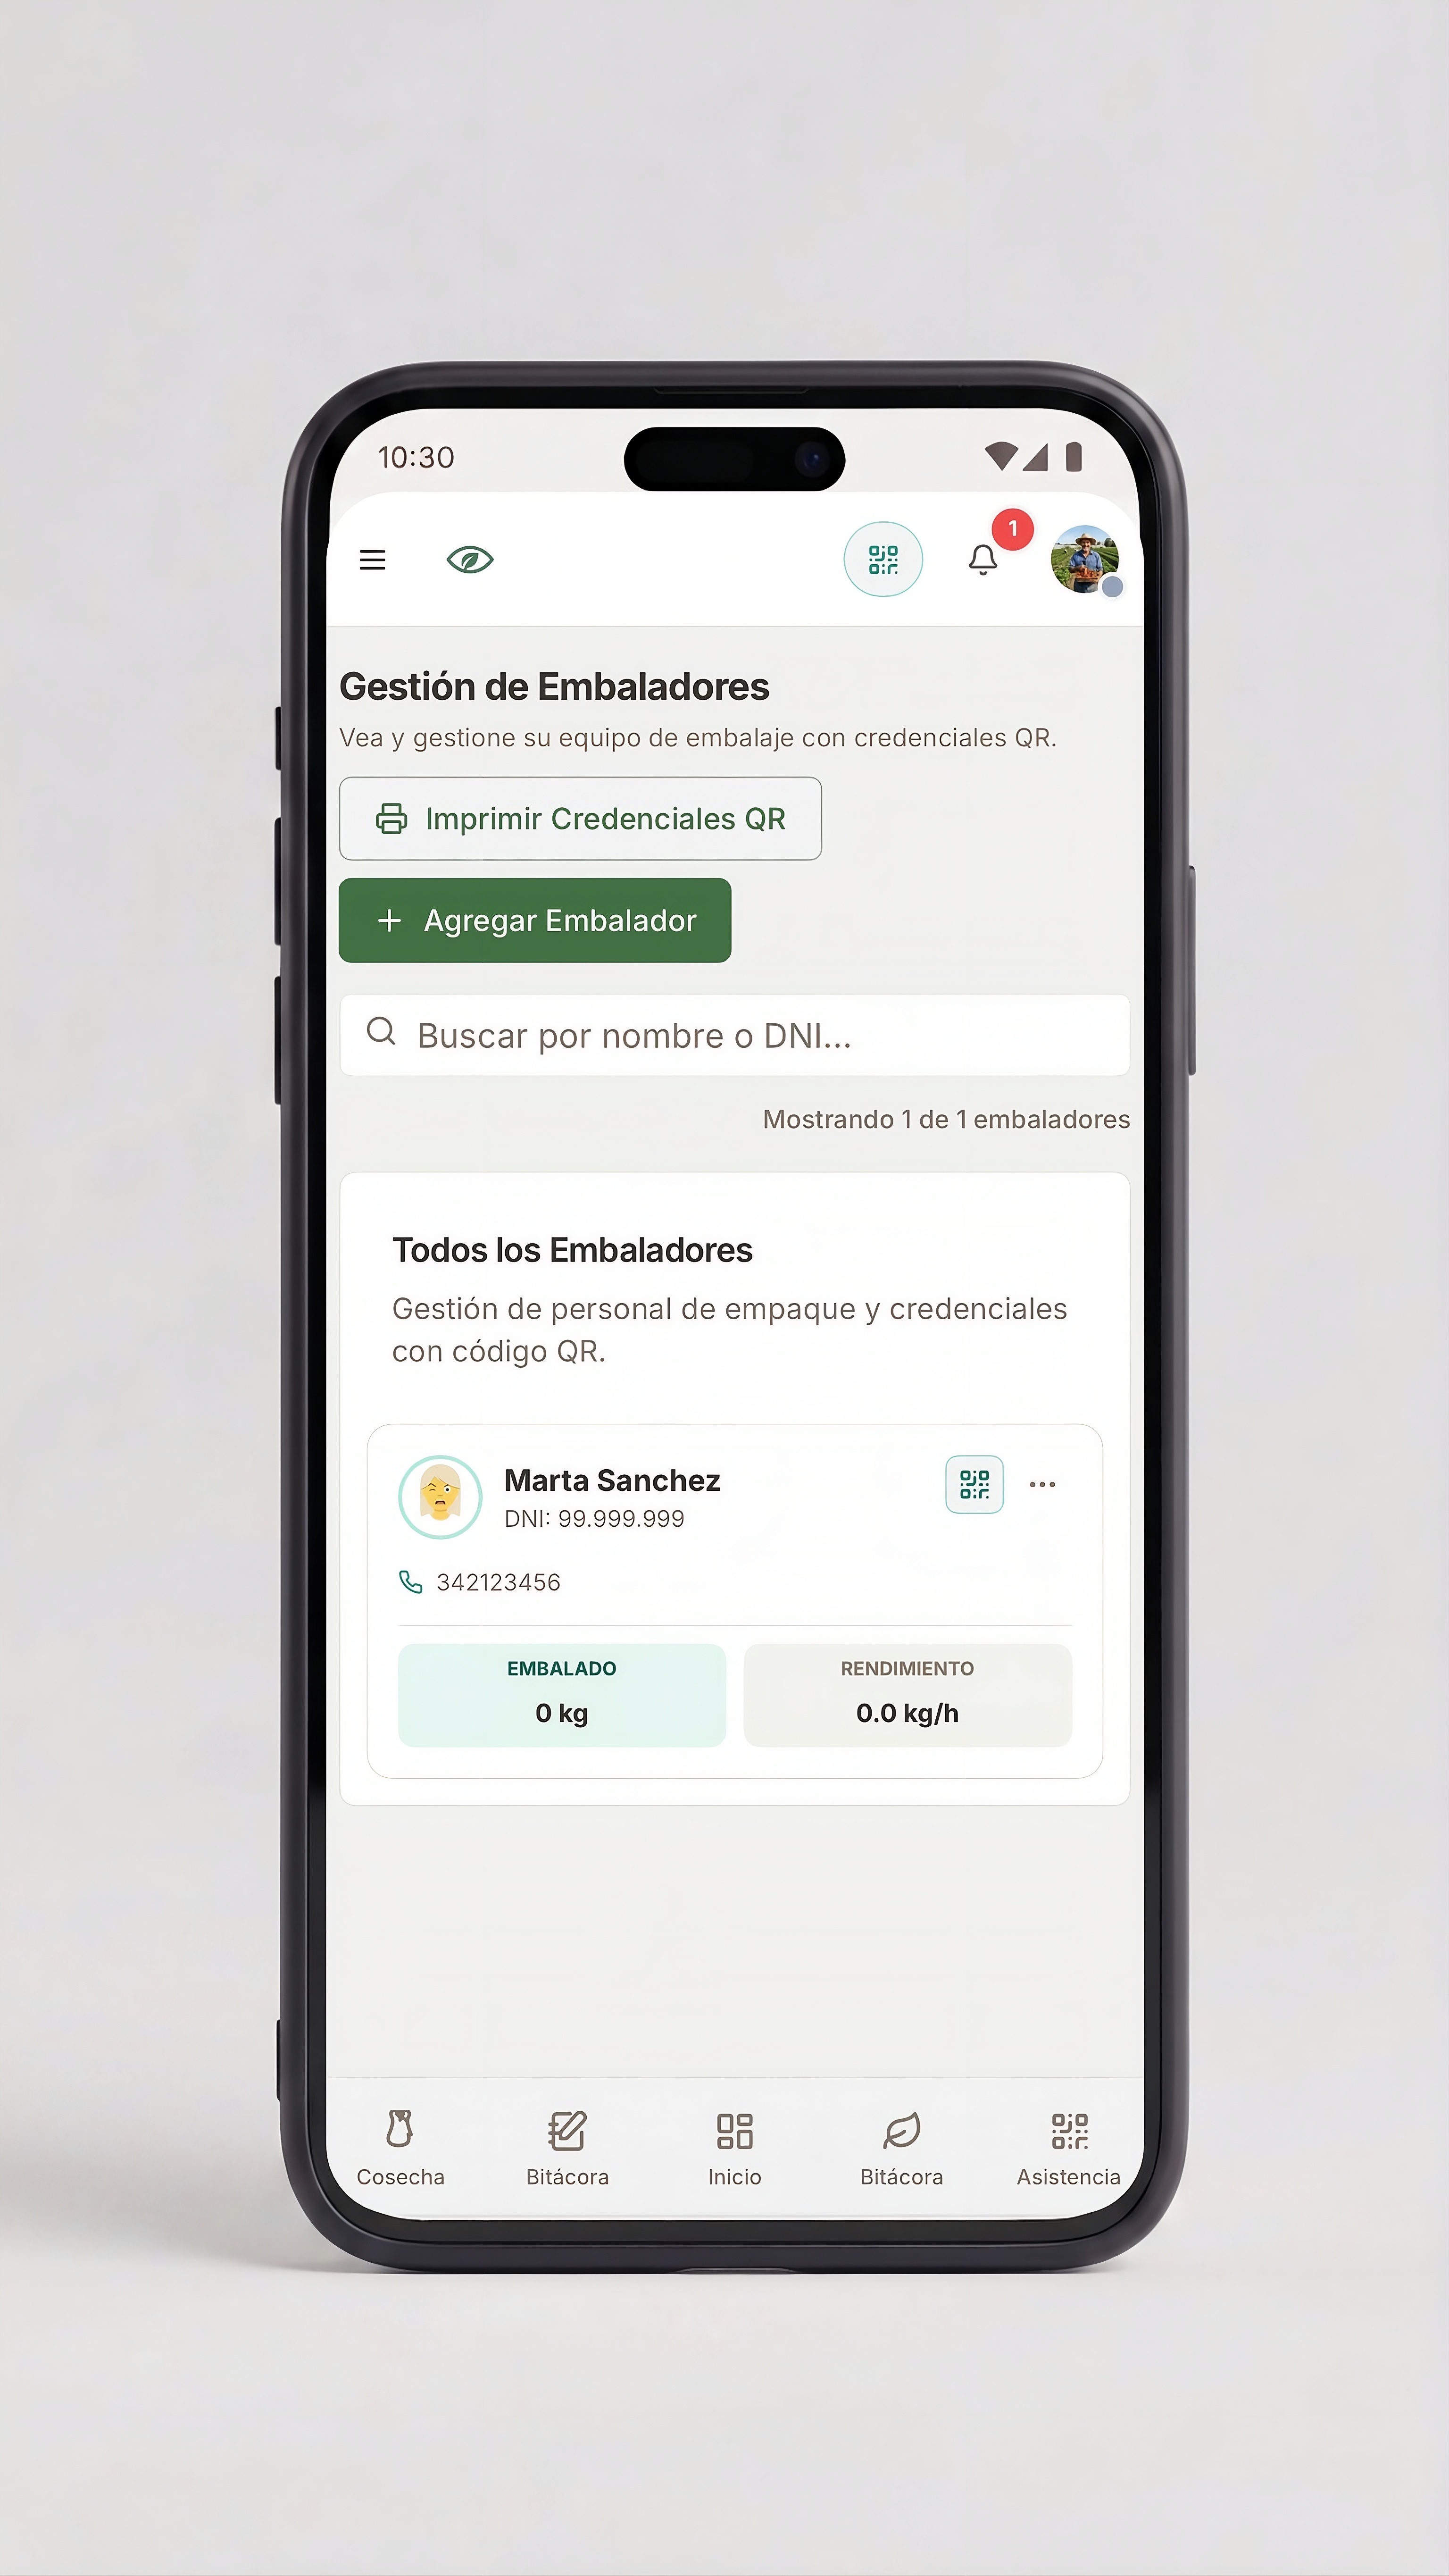 10:30
1
Gestión de Embaladores
Vea y gestione su equipo de embalaje con credenciales QR.
Imprimir Credenciales QR
Agregar Embalador
Buscar por nombre o DNI...
Mostrando 1 de 1 embaladores
Todos los Embaladores
Gestión de personal de empaque y credenciales
con código QR.
Marta Sanchez
DNI: 99.999.999
342123456
EMBALADO
0 kg
RENDIMIENTO
0.0 kg/h
Cosecha
Bitácora
Inicio
Bitácora
Asistencia